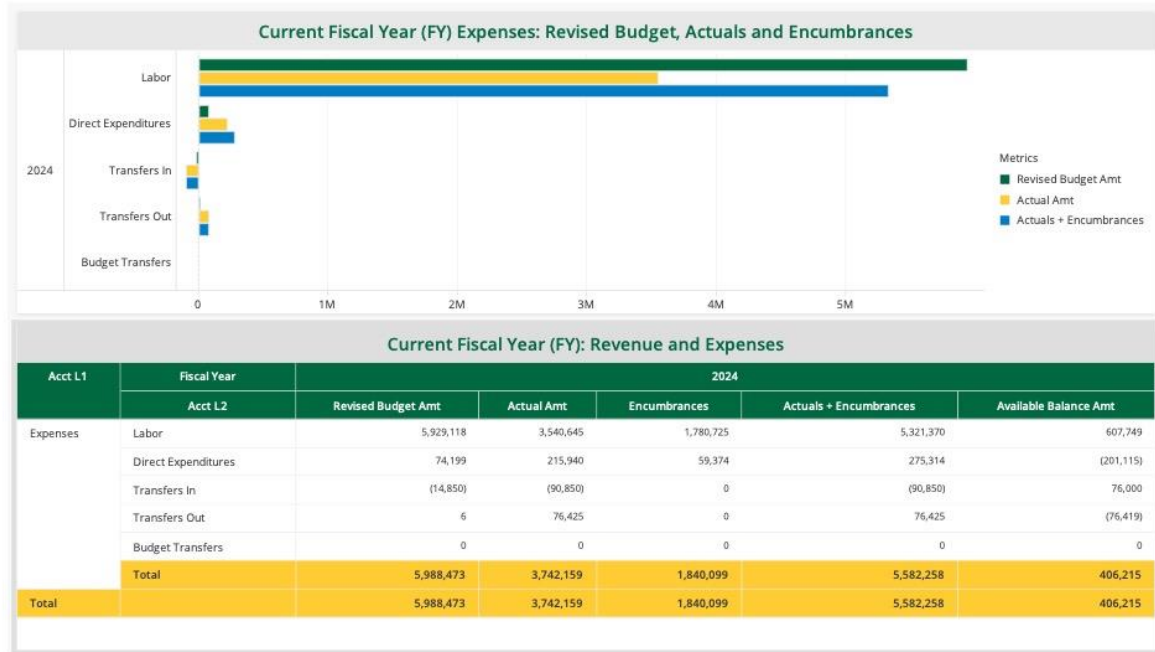 Current Fiscal Year (FY) Expenses: Revised Budget, Actuals and Encumbrances
2024
Labor
Direct Expenditures
Transfers In
Transfers Out
Budget Transfers
0 1M 2M 3M 4M 5M
Metrics
Revised Budget Amt
Actual Amt
Actuals + Encumbrances
Current Fiscal Year (FY): Revenue and Expenses
Acct L1 Fiscal Year 2024
Acct L2 Revised Budget Amt Actual Amt Encumbrances Actuals + Encumbrances Available Balance Amt
Expenses Labor 5,929,118 3,540,645 1,780,725 5,321,370 607,749
Direct Expenditures 74,199 215,940 59,374 275,314 (201,115)
Transfers In (14,850) (90,850) 0 (90,850) 76,000
Transfers Out 6 76,425 0 76,425 (76,419)
Budget Transfers 0 0 0 0 0
Total 5,988,473 3,742,159 1,840,099 5,582,258 406,215
Total 5,988,473 3,742,159 1,840,099 5,582,258 406,215